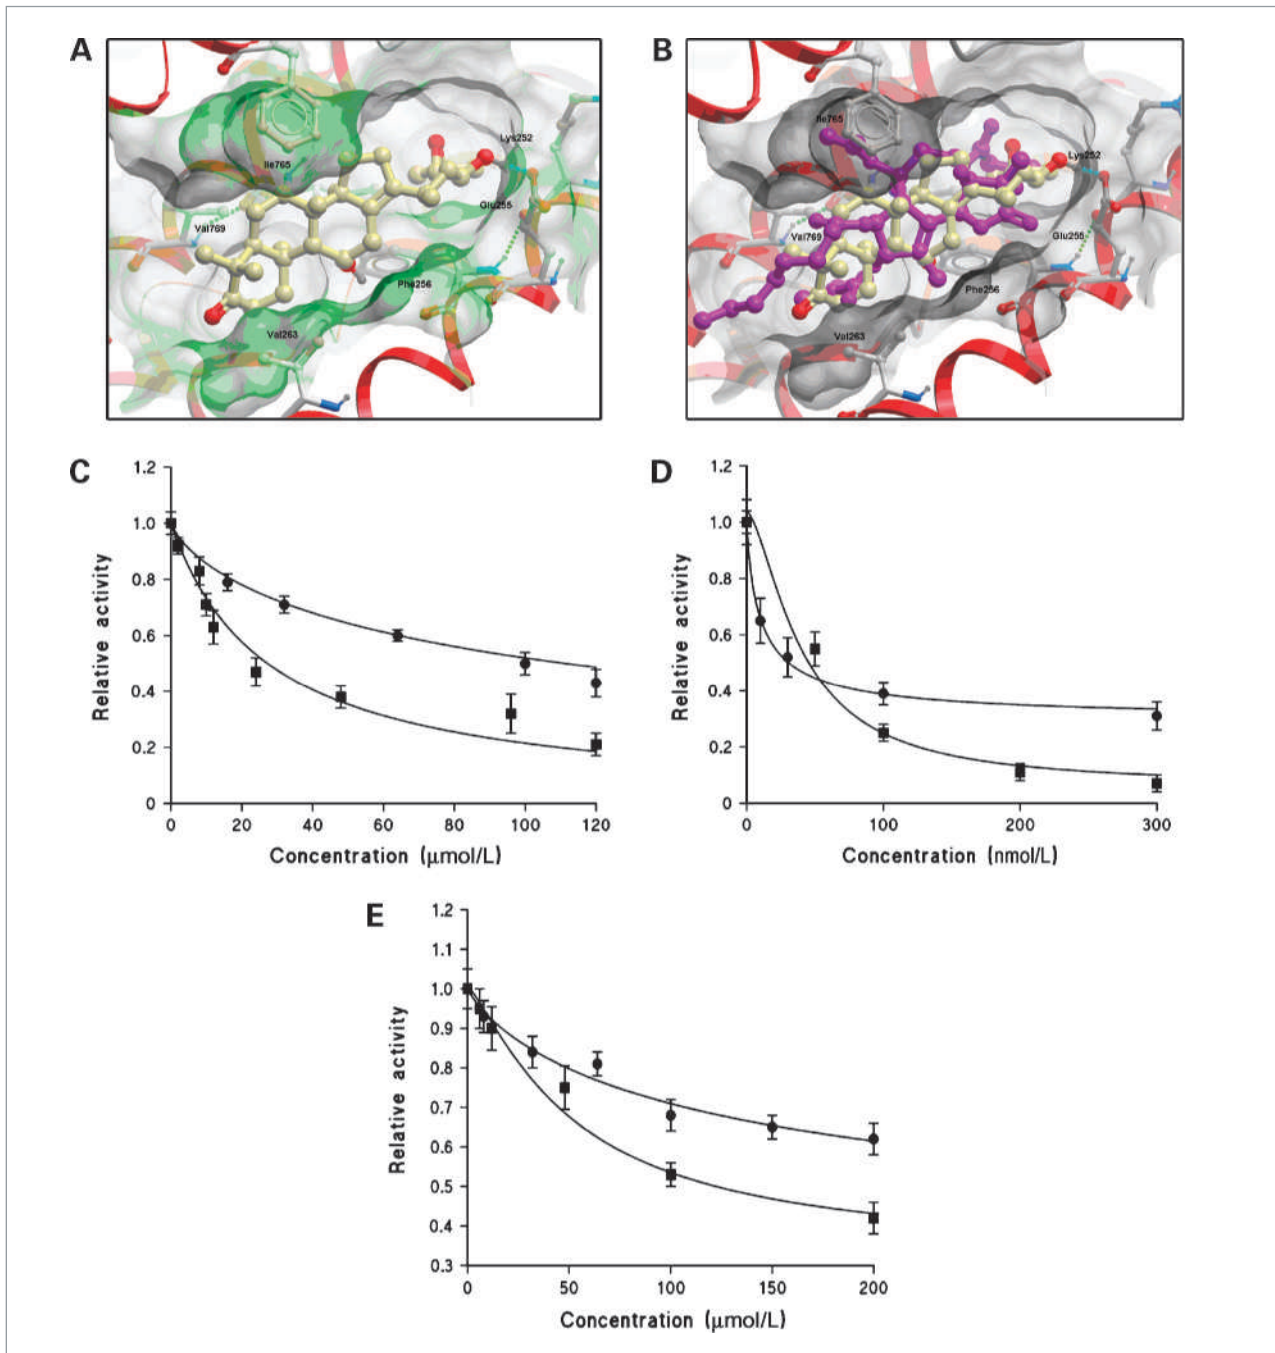 A
B
Ile765
Lys252
Glu255
Val769
Phe256
Val263
Ile765
Lys252
Glu255
Val769
Phe256
Val263
C
D
1.2
1.0
0.8
0.6
0.4
0.2
0
0 20 40 60 80 100 120
Relative activity
Concentration (μmol/L)
1.2
1.0
0.8
0.6
0.4
0.2
0
0 100 200 300
Relative activity
Concentration (nmol/L)
E
1.2
1.1
1.0
0.9
0.8
0.7
0.6
0.5
0.4
0.3
0 50 100 150 200
Relative activity
Concentration (μmol/L)